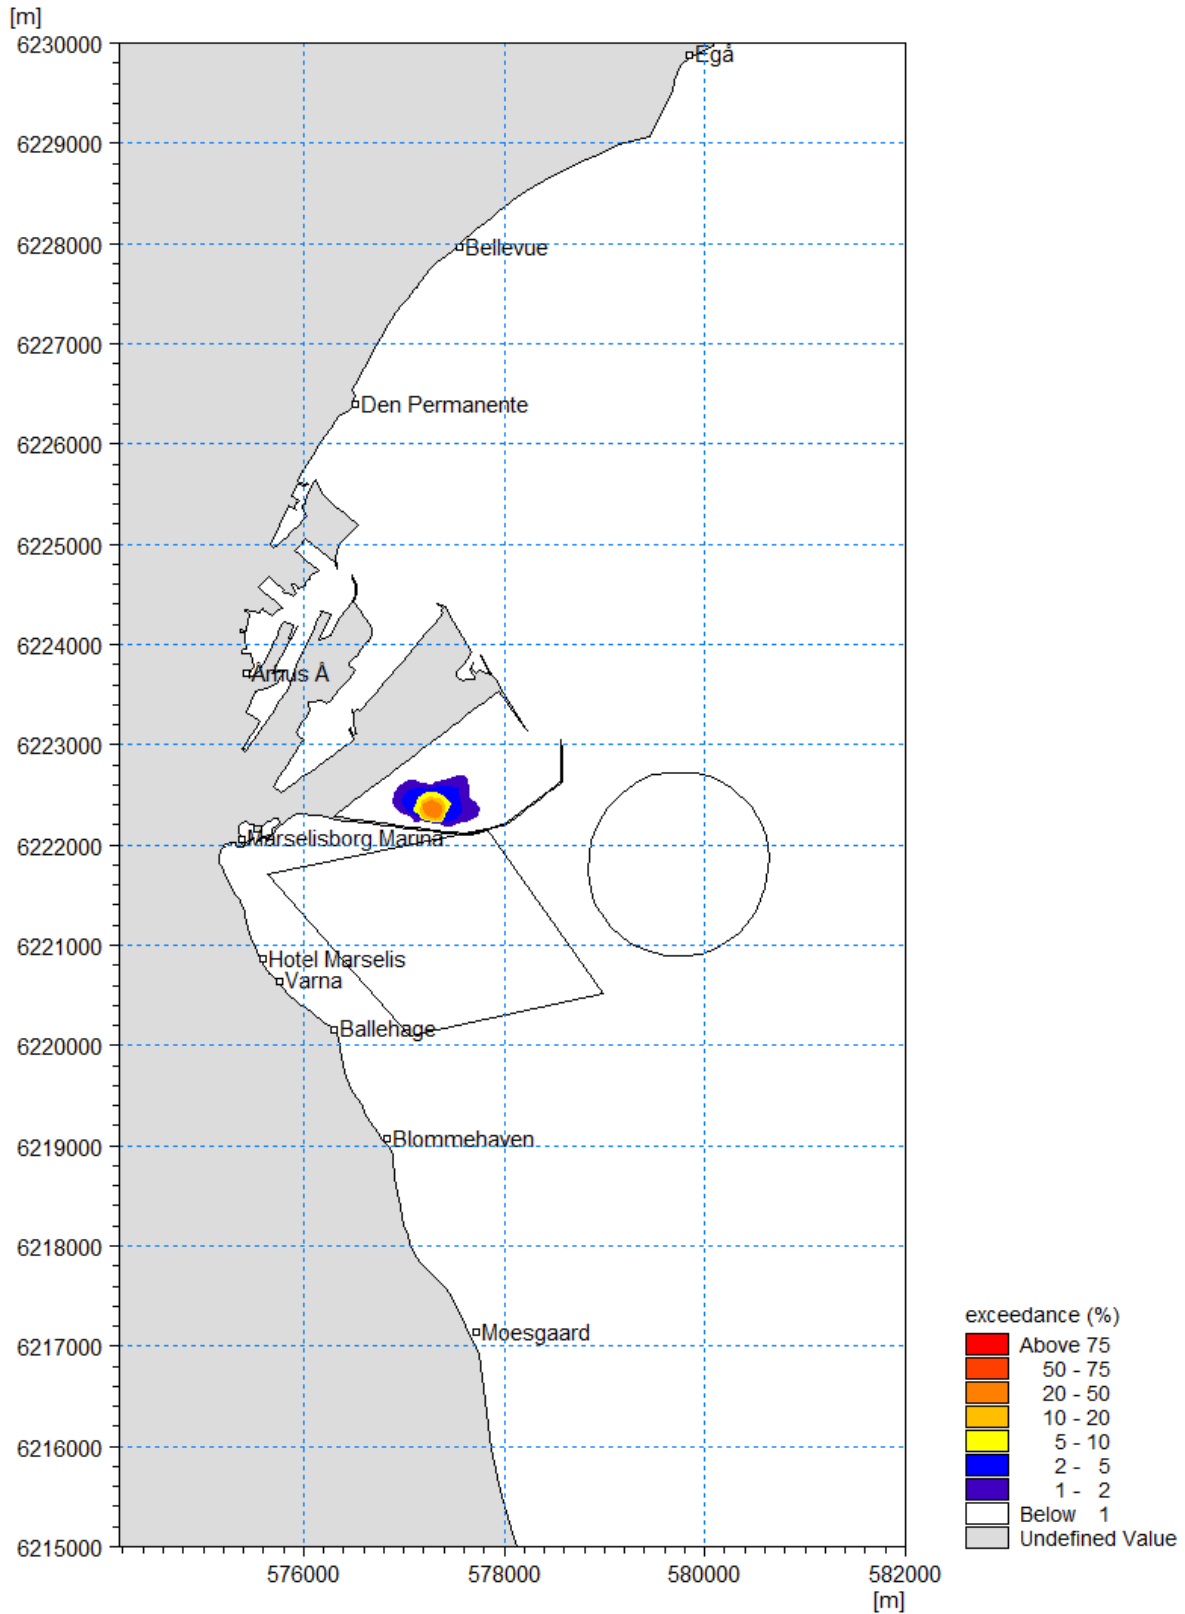 [m]
6230000
Egå
6229000
6228000
Bellevue
6227000
Den Permanente
6226000
6225000
6224000
Århus Å
6223000
6222000
Marselisborg Marina
6221000
Hotel Marselis
Varna
6220000
Ballehage
6219000
Blommehaven
6218000
6217000
Moesgaard
6216000
6215000
576000
578000
580000
582000
[m]
exceedance (%)
Above 75
50 - 75
20 - 50
10 - 20
5 - 10
2 - 5
1 - 2
Below 1
Undefined Value